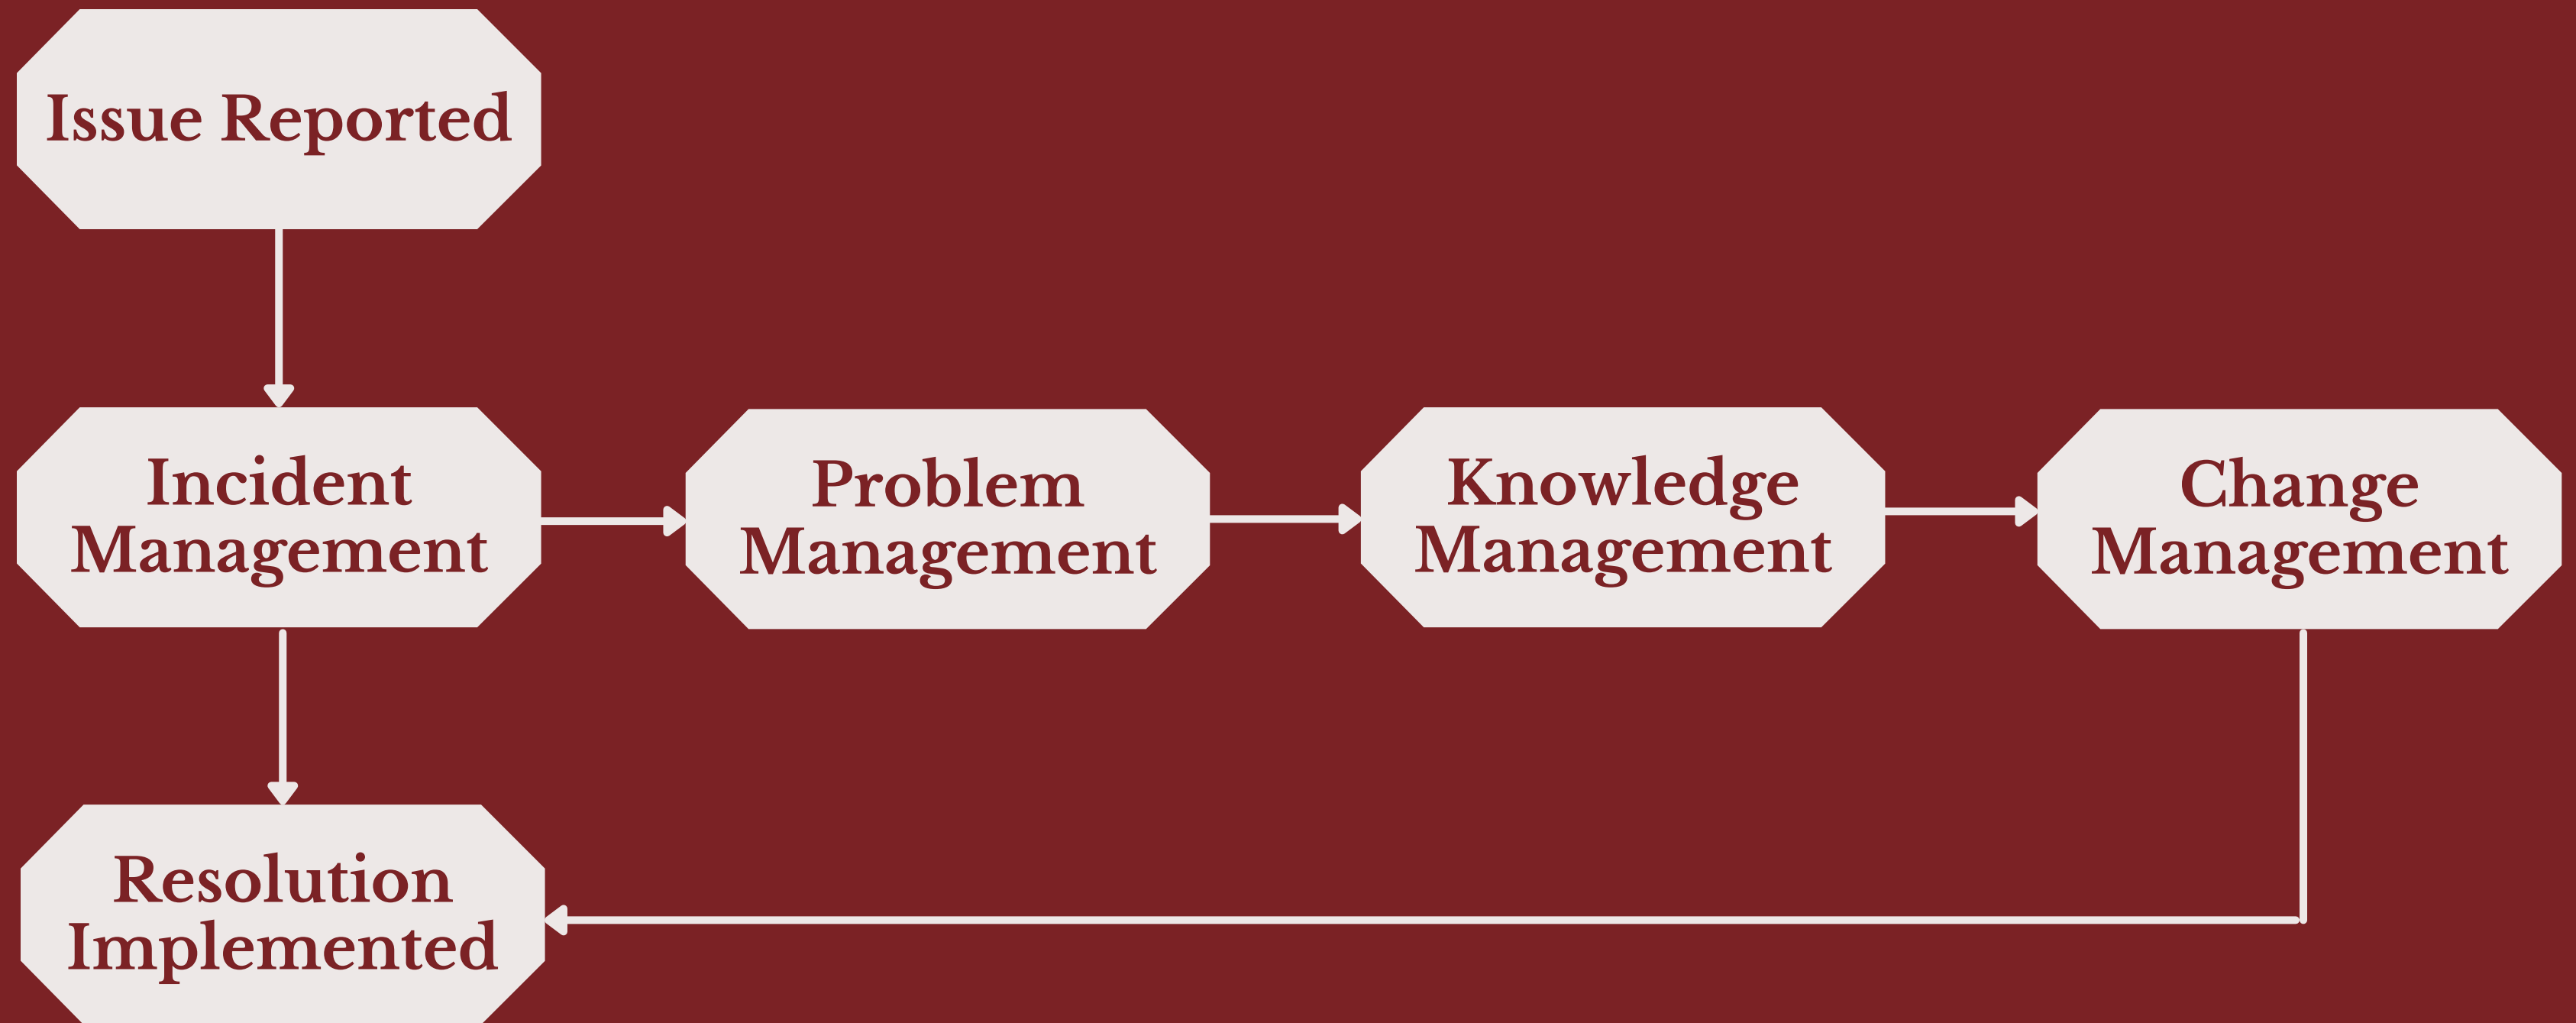 Issue Reported
Incident
Management
Problem
Management
Knowledge
Management
Change
Management
Resolution
Implemented